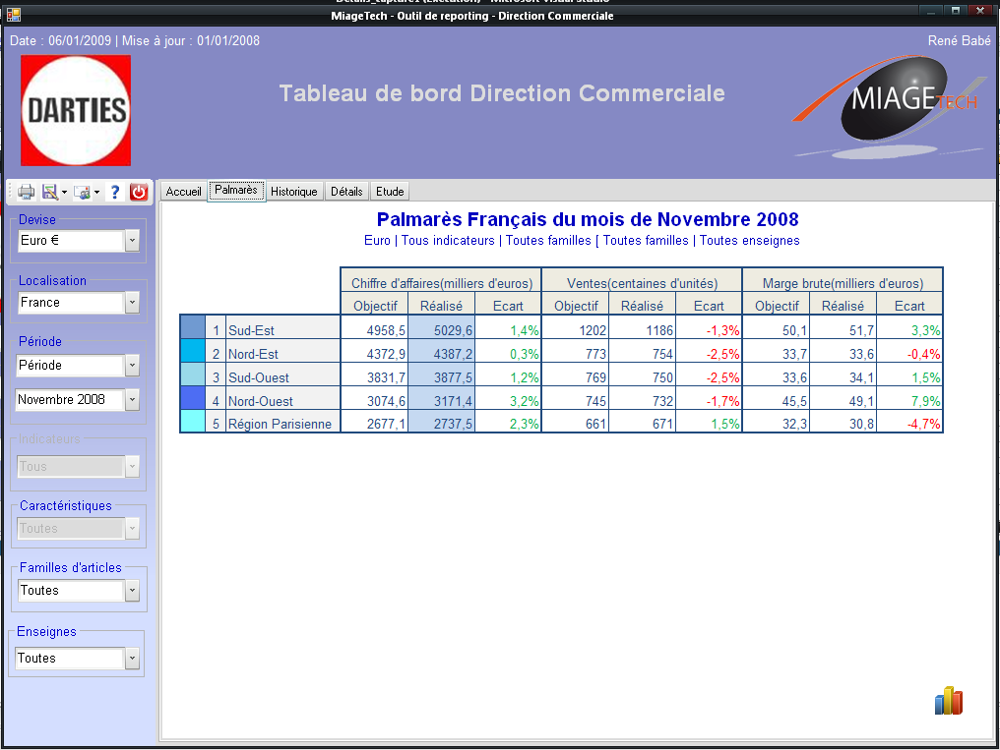 Details_capture1 (Exécution) - Microsoft Visual Studio
MiageTech - Outil de reporting - Direction Commerciale
Date : 06/01/2009 | Mise à jour : 01/01/2008
René Babé
DARTIES
Tableau de bord Direction Commerciale
MIAGETECH
Accueil Palmarès Historique Détails Etude
Devise
Euro €
Localisation
France
Période
Période
Novembre 2008
Indicateurs
Tous
Caractéristiques
Toutes
Familles d'articles
Toutes
Enseignes
Toutes
Palmarès Français du mois de Novembre 2008
Euro | Tous indicateurs | Toutes familles [ Toutes familles | Toutes enseignes
Chiffre d'affaires(milliers d'euros) Ventes(centaines d'unités) Marge brute(milliers d'euros)
Objectif Réalisé Ecart Objectif Réalisé Ecart Objectif Réalisé Ecart
1 Sud-Est 4958,5 5029,6 1,4% 1202 1186 -1,3% 50,1 51,7 3,3%
2 Nord-Est 4372,9 4387,2 0,3% 773 754 -2,5% 33,7 33,6 -0,4%
3 Sud-Ouest 3831,7 3877,5 1,2% 769 750 -2,5% 33,6 34,1 1,5%
4 Nord-Ouest 3074,6 3171,4 3,2% 745 732 -1,7% 45,5 49,1 7,9%
5 Région Parisienne 2677,1 2737,5 2,3% 661 671 1,5% 32,3 30,8 -4,7%